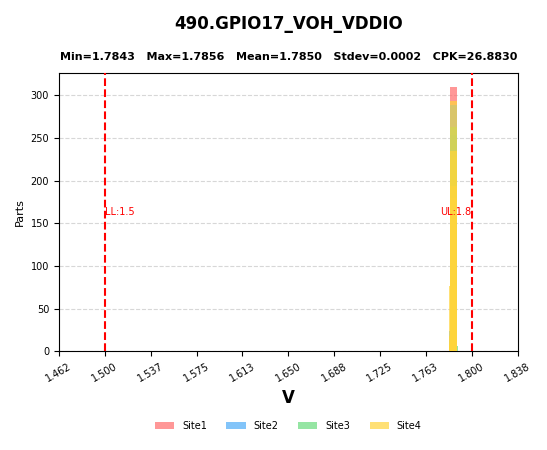 490.GPIO17_VOH_VDDIO
Min=1.7843 Max=1.7856 Mean=1.7850 Stdev=0.0002 CPK=26.8830
300
250
200
150
100
50
0
Parts
LL:1.5
UL:1.8
1.462 1.500 1.537 1.575 1.613 1.650 1.688 1.725 1.763 1.800 1.838
V
Site1 Site2 Site3 Site4